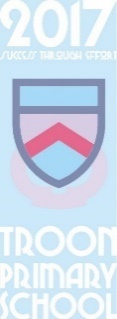 2017
SUCCESS THROUGH EFFORT
TROON
PRIMARY
SCHOOL